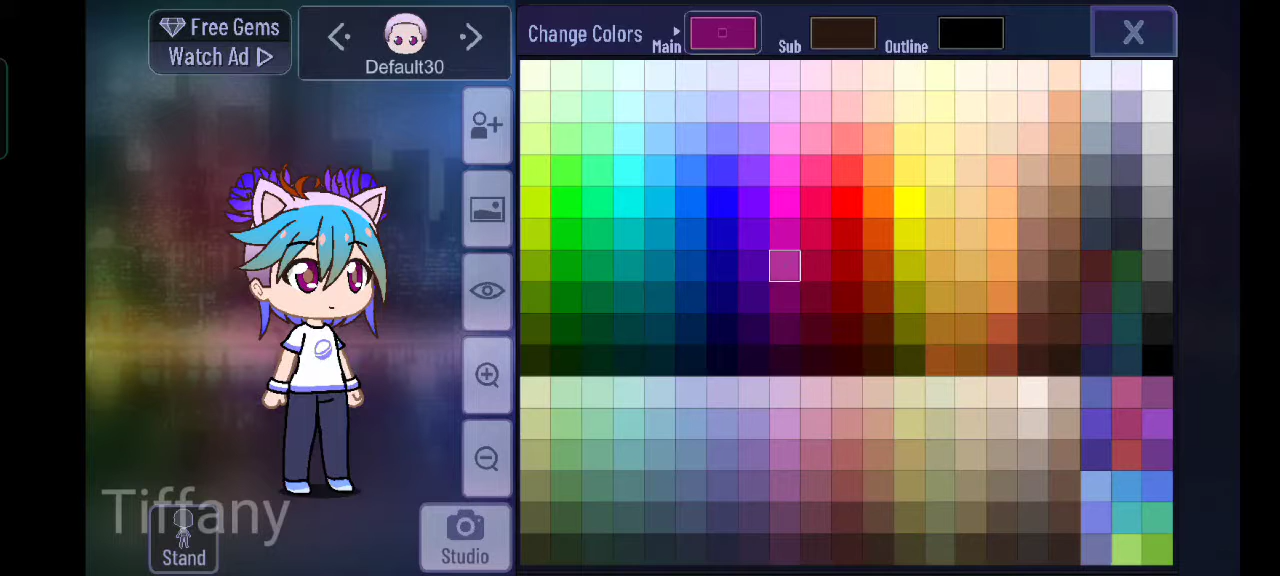 Free Gems
Watch Ad
Default30
Change Colors
Main
Sub
Outline
X
Tiffany
Stand
Studio